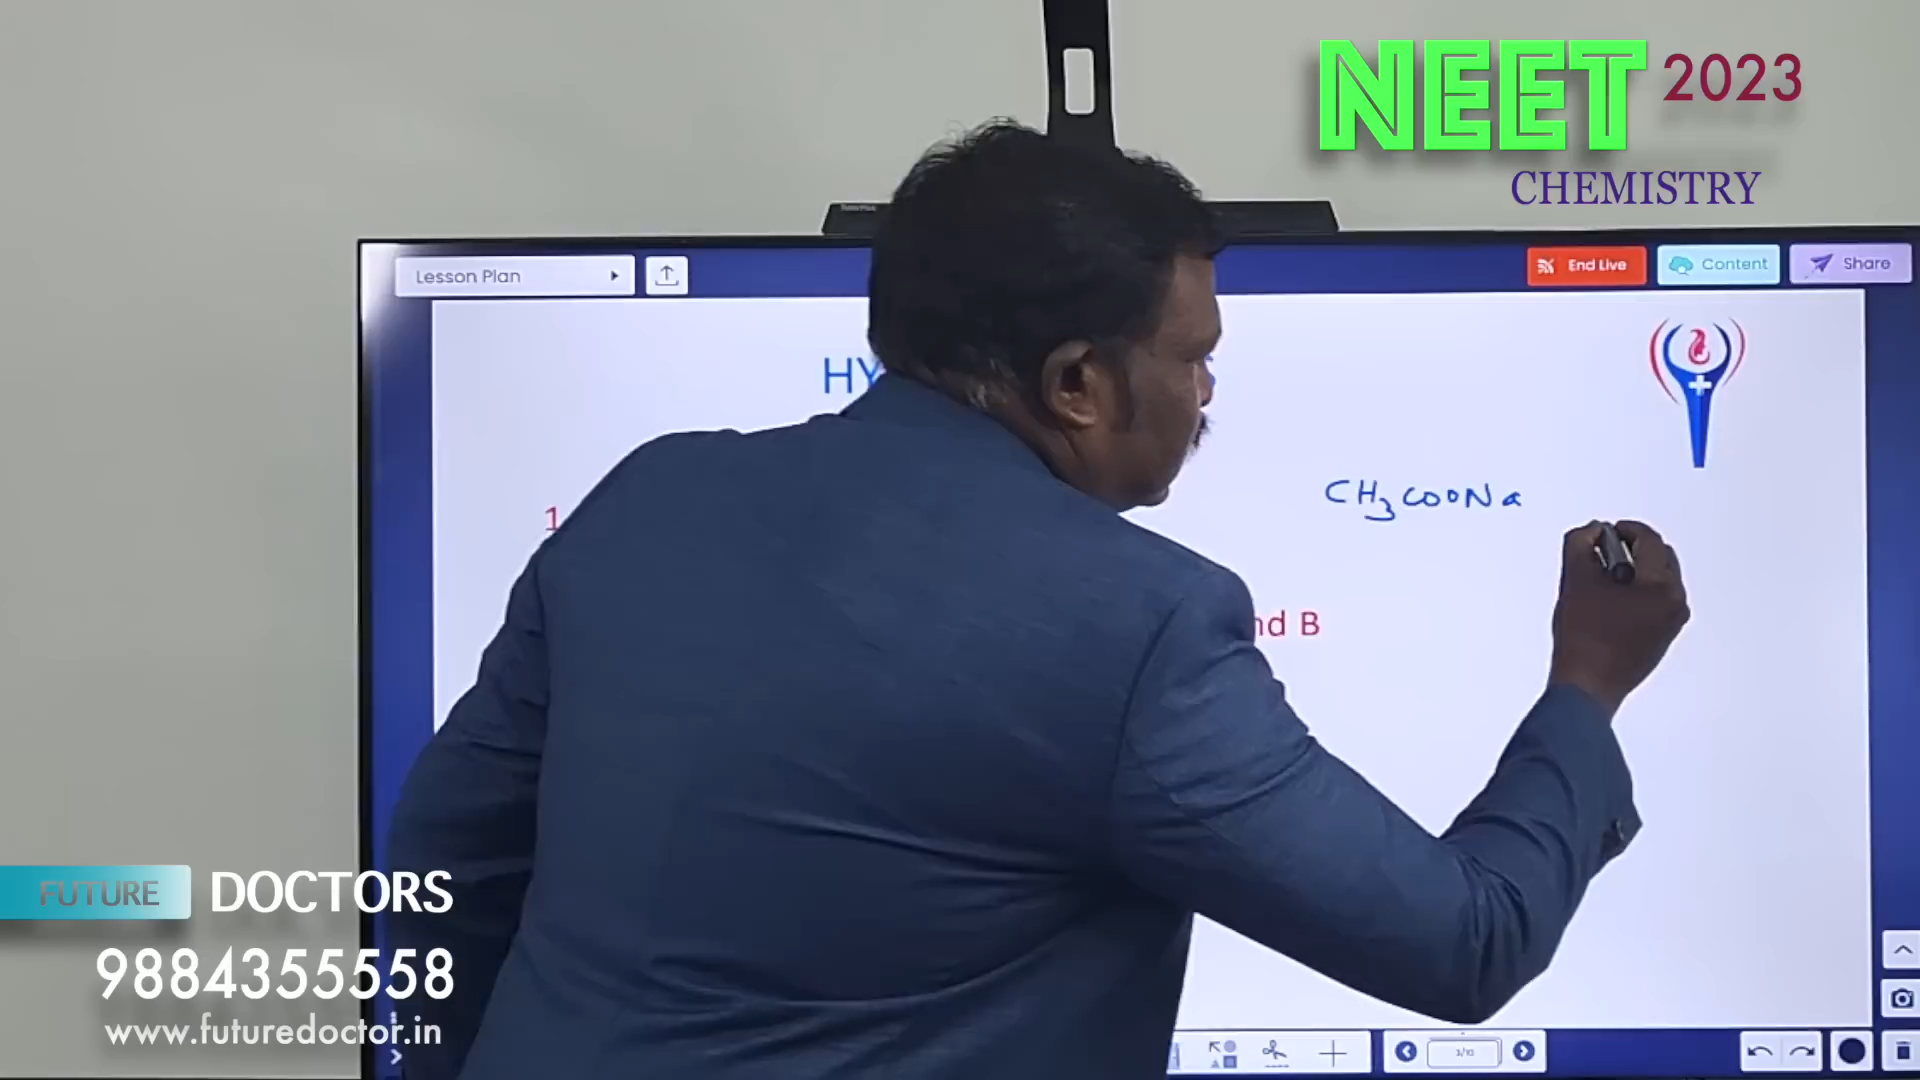 NEET 2023
CHEMISTRY
Lesson Plan
End Live
Content
Share
HY
CH3COONa
1
nd B
FUTURE DOCTORS
9884355558
www.futuredoctor.in